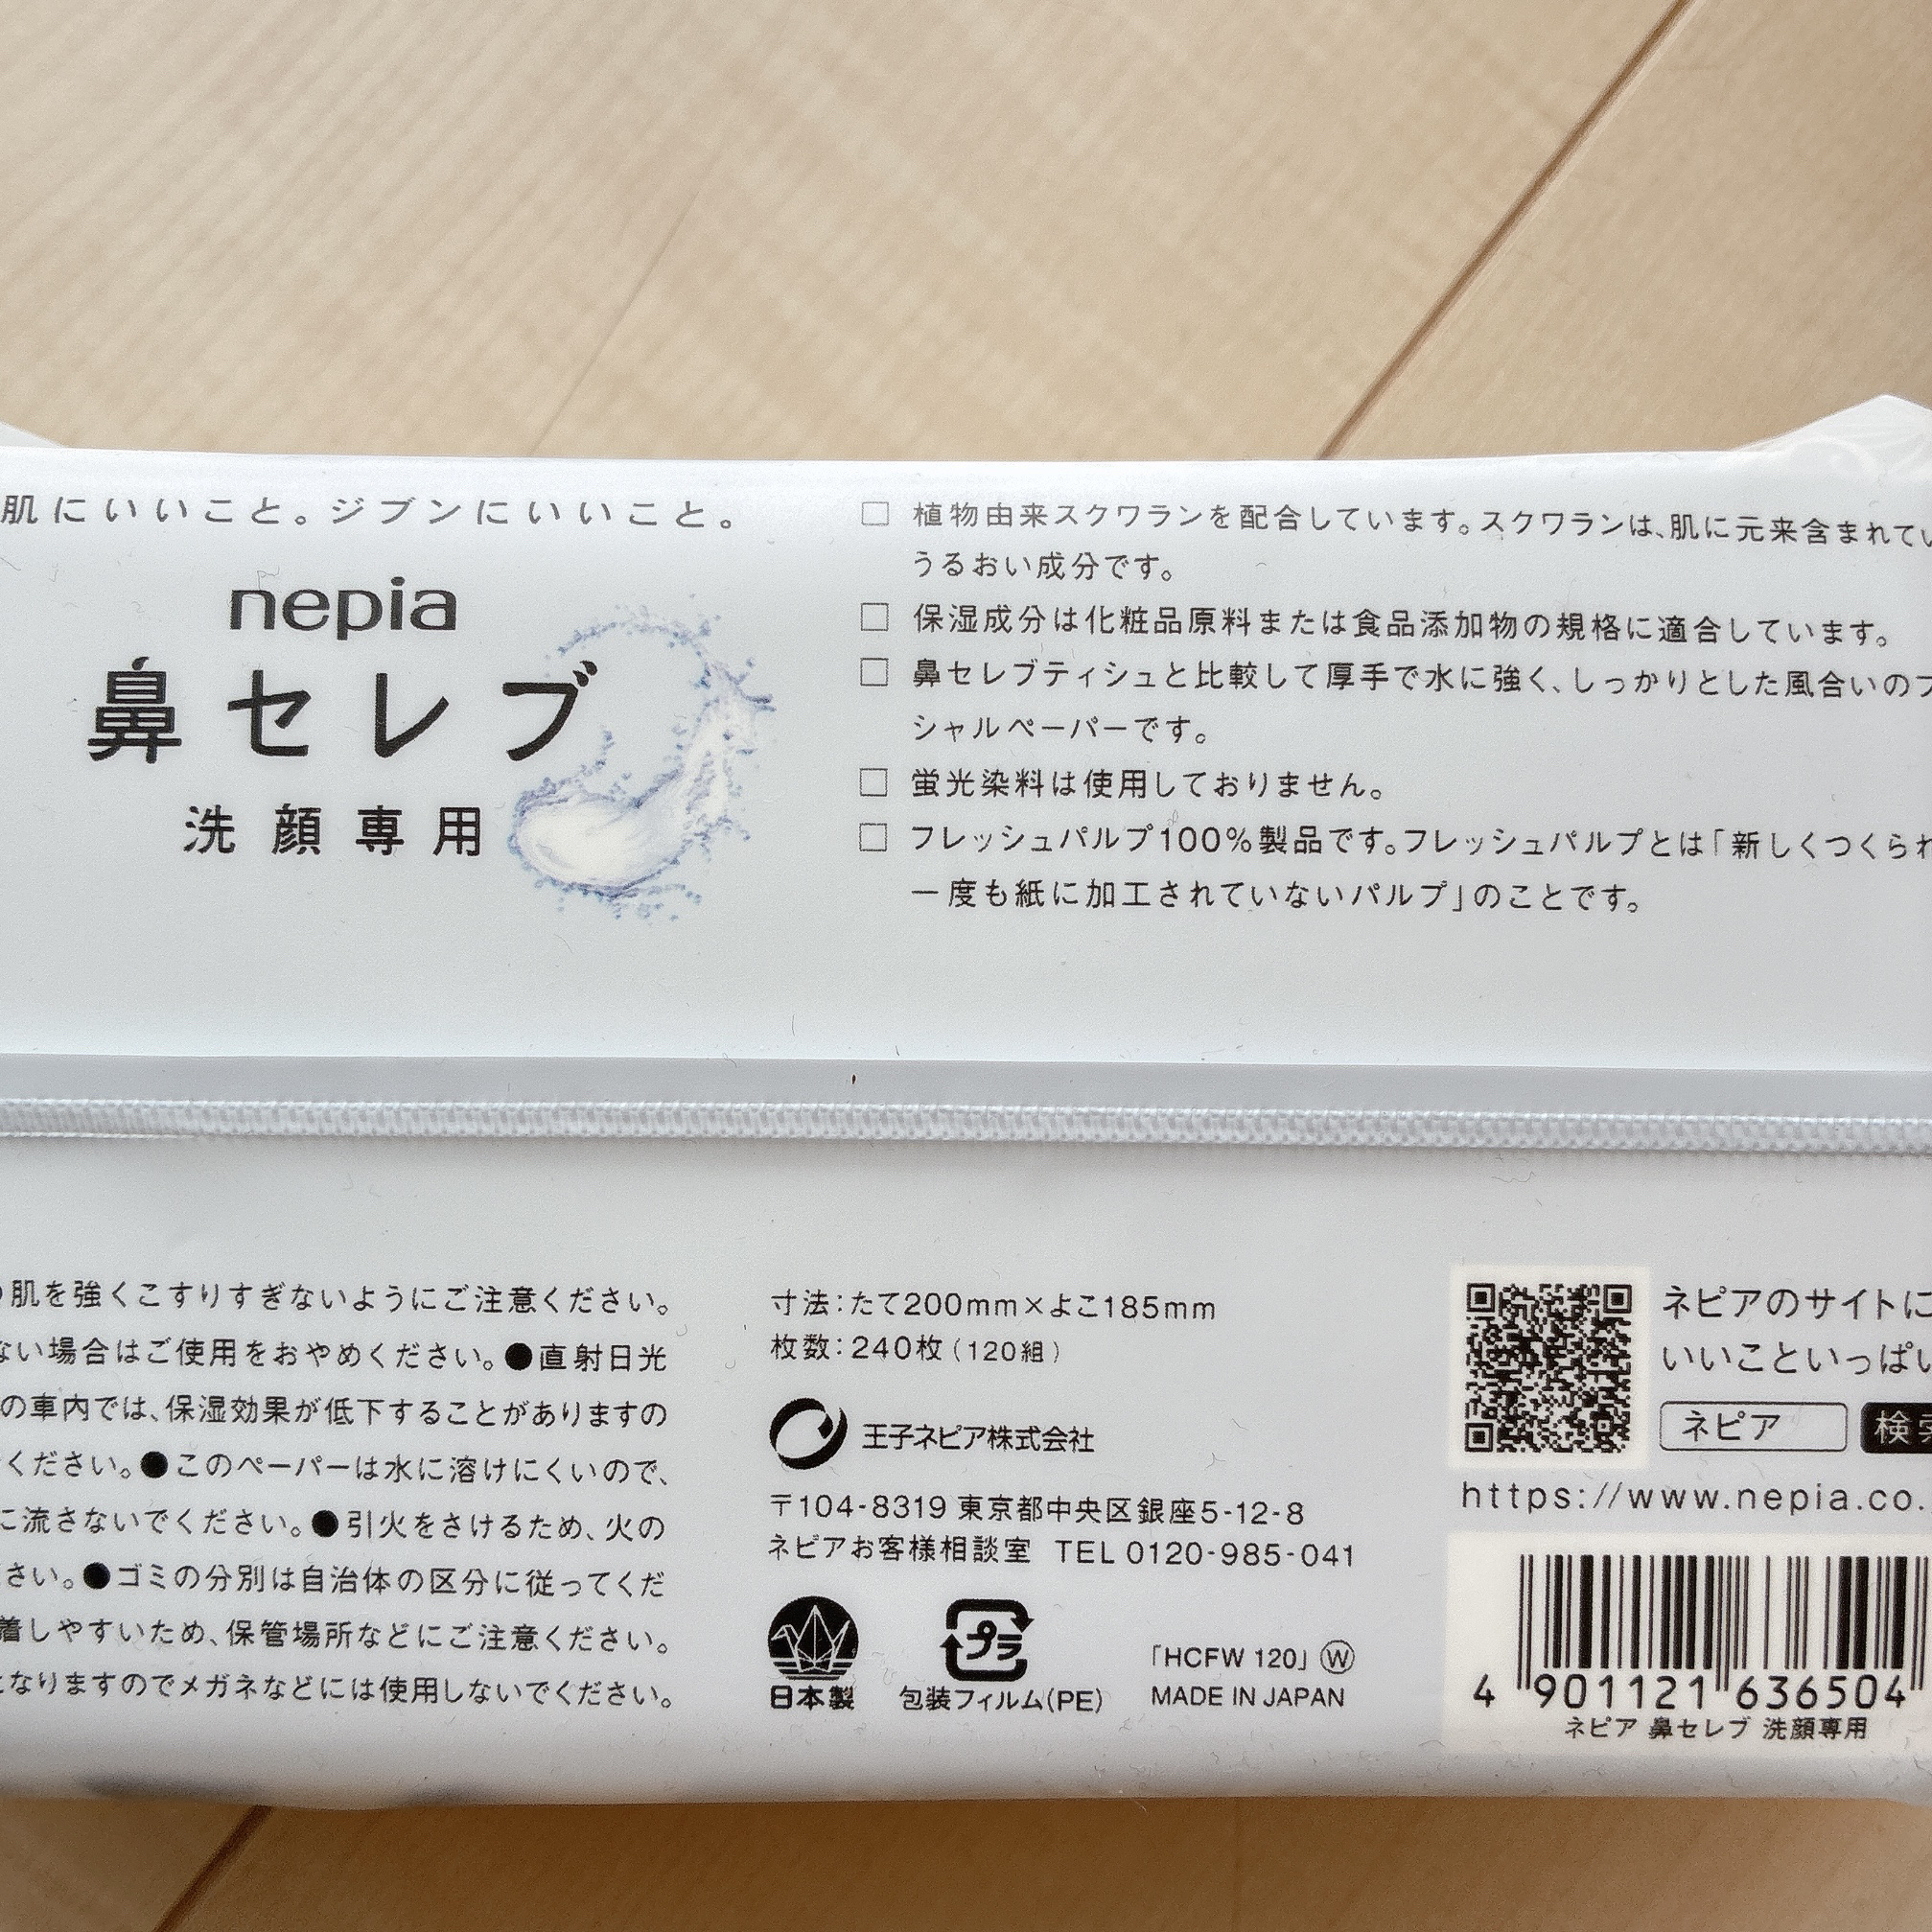 肌にいいこと。ジブンにいいこと。
nepia
鼻セレブ
洗顔専用
□ 植物由来スクワランを配合しています。スクワランは、肌に元来含まれてい
うるおい成分です。
□ 保湿成分は化粧品原料または食品添加物の規格に適合しています。
□ 鼻セレブティシュと比較して厚手で水に強く、しっかりとした風合いのフ
シャルペーパーです。
□ 蛍光染料は使用しておりません。
□ フレッシュパルプ100%製品です。フレッシュパルプとは「新しくつくられ
一度も紙に加工されていないパルプ」のことです。
肌を強くこすりすぎないようにご注意ください。
ない場合はご使用をおやめください。●直射日光
の車内では、保湿効果が低下することがありますの
ください。●このペーパーは水に溶けにくいので、
に流さないでください。●引火をさけるため、火の
さい。●ゴミの分別は自治体の区分に従ってくだ
着しやすいため、保管場所などにご注意ください。
になりますのでメガネなどには使用しないでください。
寸法：たて200mm×よこ185mm
枚数：240枚（120組）
王子ネピア株式会社
〒104-8319 東京都中央区銀座5-12-8
ネピアお客様相談室 TEL 0120-985-041
日本製
プラ
包装フィルム(PE)
「HCFW 120」Ⓦ
MADE IN JAPAN
ネピアのサイトに
いいこといっぱい
ネピア 検索
https://www.nepia.co.
4 901121 636504
ネピア 鼻セレブ 洗顔専用